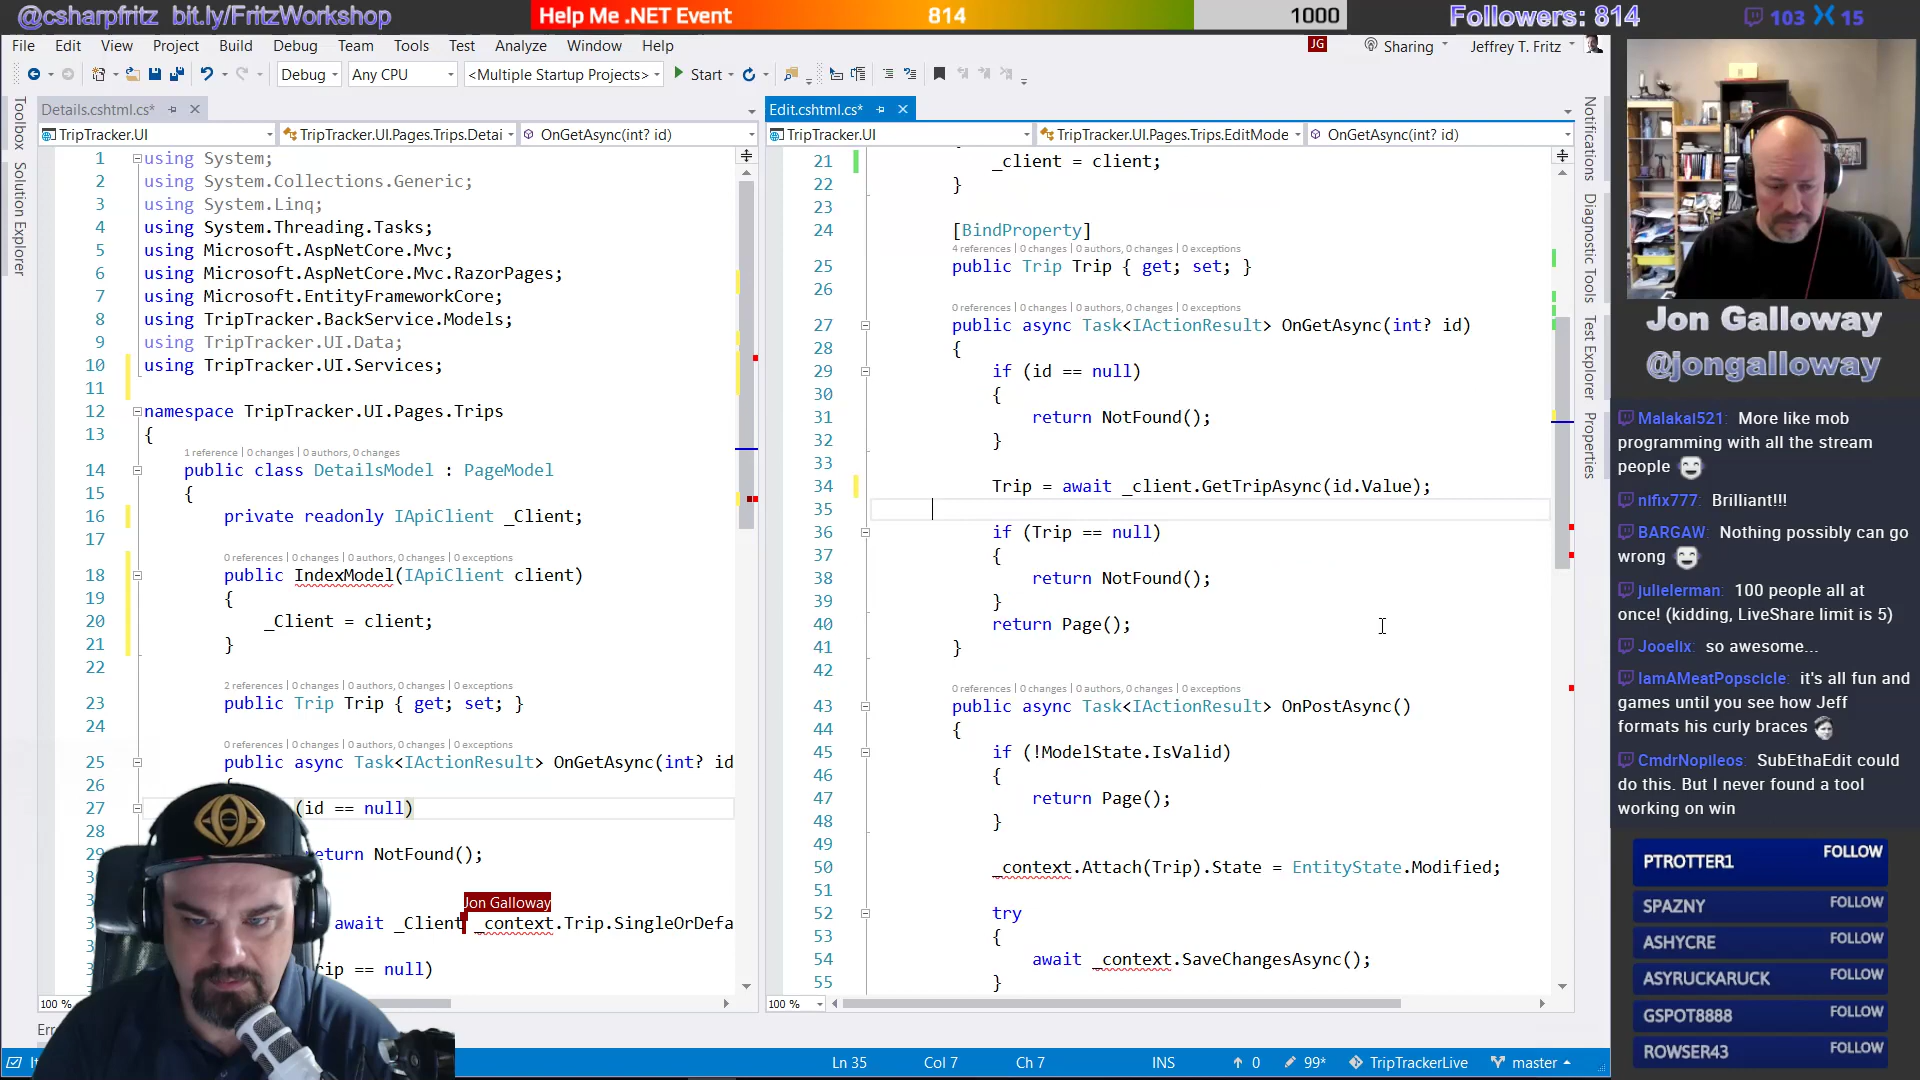 @csharpfritz bit.ly/FritzWorkshop
Help Me .NET Event 814 1000
Followers: 814
103 15
File Edit View Project Build Debug Team Tools Test Analyze Window Help
JG Sharing Jeffrey T. Fritz
Debug Any CPU <Multiple Startup Projects> Start
Toolbox
Solution Explorer
Details.cshtml.cs*
TripTracker.UI TripTracker.UI.Pages.Trips.Detai OnGetAsync(int? id)
1 using System;
2 using System.Collections.Generic;
3 using System.Linq;
4 using System.Threading.Tasks;
5 using Microsoft.AspNetCore.Mvc;
6 using Microsoft.AspNetCore.Mvc.RazorPages;
7 using Microsoft.EntityFrameworkCore;
8 using TripTracker.BackService.Models;
9 using TripTracker.UI.Data;
10 using TripTracker.UI.Services;
11
12 namespace TripTracker.UI.Pages.Trips
13 {
1 reference | 0 changes | 0 authors, 0 changes
14 public class DetailsModel : PageModel
15 {
16 private readonly IApiClient _Client;
17
0 references | 0 changes | 0 authors, 0 changes | 0 exceptions
18 public IndexModel(IApiClient client)
19 {
20 _Client = client;
21 }
22
2 references | 0 changes | 0 authors, 0 changes | 0 exceptions
23 public Trip Trip { get; set; }
24
0 references | 0 changes | 0 authors, 0 changes | 0 exceptions
25 public async Task<IActionResult> OnGetAsync(int? id
26
27 (id == null)
28
29 return NotFound();
Jon Galloway
await _Client _context.Trip.SingleOrDefa
rip == null)
100 %
Edit.cshtml.cs*
TripTracker.UI TripTracker.UI.Pages.Trips.EditMode OnGetAsync(int? id)
21 _client = client;
22 }
23
24 [BindProperty]
4 references | 0 changes | 0 authors, 0 changes | 0 exceptions
25 public Trip Trip { get; set; }
26
0 references | 0 changes | 0 authors, 0 changes | 0 exceptions
27 public async Task<IActionResult> OnGetAsync(int? id)
28 {
29 if (id == null)
30 {
31 return NotFound();
32 }
33
34 Trip = await _client.GetTripAsync(id.Value);
35
36 if (Trip == null)
37 {
38 return NotFound();
39 }
40 return Page();
41 }
42
0 references | 0 changes | 0 authors, 0 changes | 0 exceptions
43 public async Task<IActionResult> OnPostAsync()
44 {
45 if (!ModelState.IsValid)
46 {
47 return Page();
48 }
49
50 _context.Attach(Trip).State = EntityState.Modified;
51
52 try
53 {
54 await _context.SaveChangesAsync();
55 }
100 %
Notifications
Diagnostic Tools
Test Explorer
Properties
Ln 35 Col 7 Ch 7 INS 0 99* TripTrackerLive master
Jon Galloway
@jongalloway
Malakal521: More like mob
programming with all the stream
people
nifix777: Brilliant!!!
BARGAW: Nothing possibly can go
wrong
julielerman: 100 people all at
once! (kidding, LiveShare limit is 5)
Jooelix: so awesome...
IamAMeatPopscicle: it's all fun and
games until you see how Jeff
formats his curly braces
CmdrNopileos: SubEthaEdit could
do this. But I never found a tool
working on win
PTROTTER1 FOLLOW
SPAZNY FOLLOW
ASHYCRE FOLLOW
ASYRUCKARUCK FOLLOW
GSPOT8888 FOLLOW
ROWSER43 FOLLOW